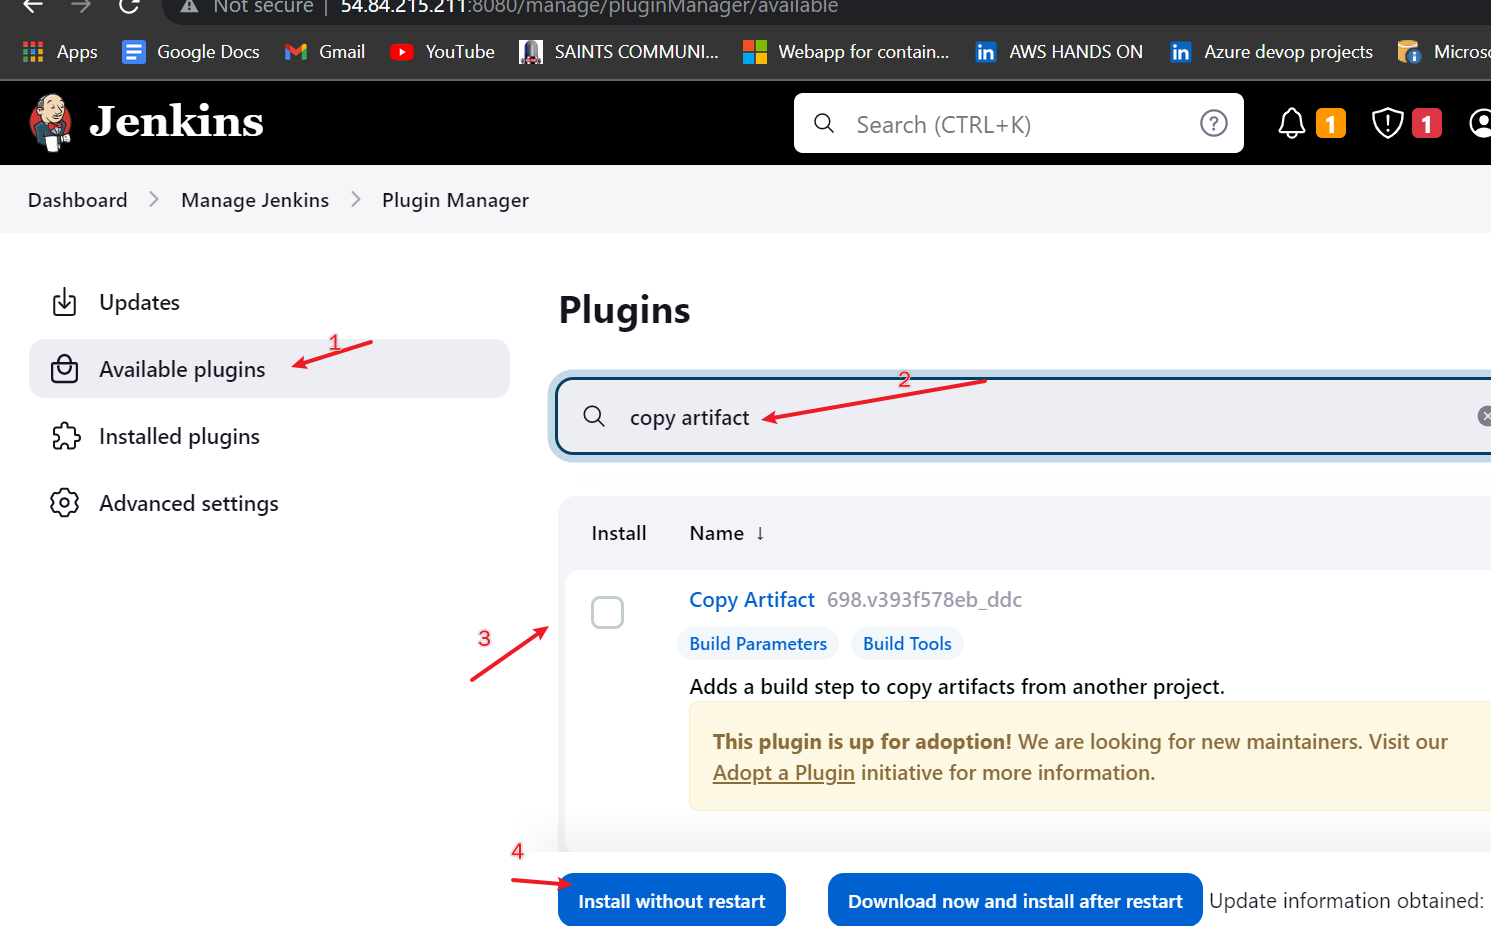 Not secure | 54.84.215.211:8080/manage/pluginManager/available
Apps Google Docs Gmail YouTube SAINTS COMMUNI... Webapp for contain... AWS HANDS ON Azure devop projects
Jenkins Search (CTRL+K) ? 1 1
Dashboard > Manage Jenkins > Plugin Manager
Updates
Available plugins
1
Installed plugins
Advanced settings
Plugins
2
copy artifact
Install Name ↓
3
Copy Artifact 698.v393f578eb_ddc
Build Parameters Build Tools
Adds a build step to copy artifacts from another project.
This plugin is up for adoption! We are looking for new maintainers. Visit our
Adopt a Plugin initiative for more information.
4
Install without restart Download now and install after restart Update information obtained: